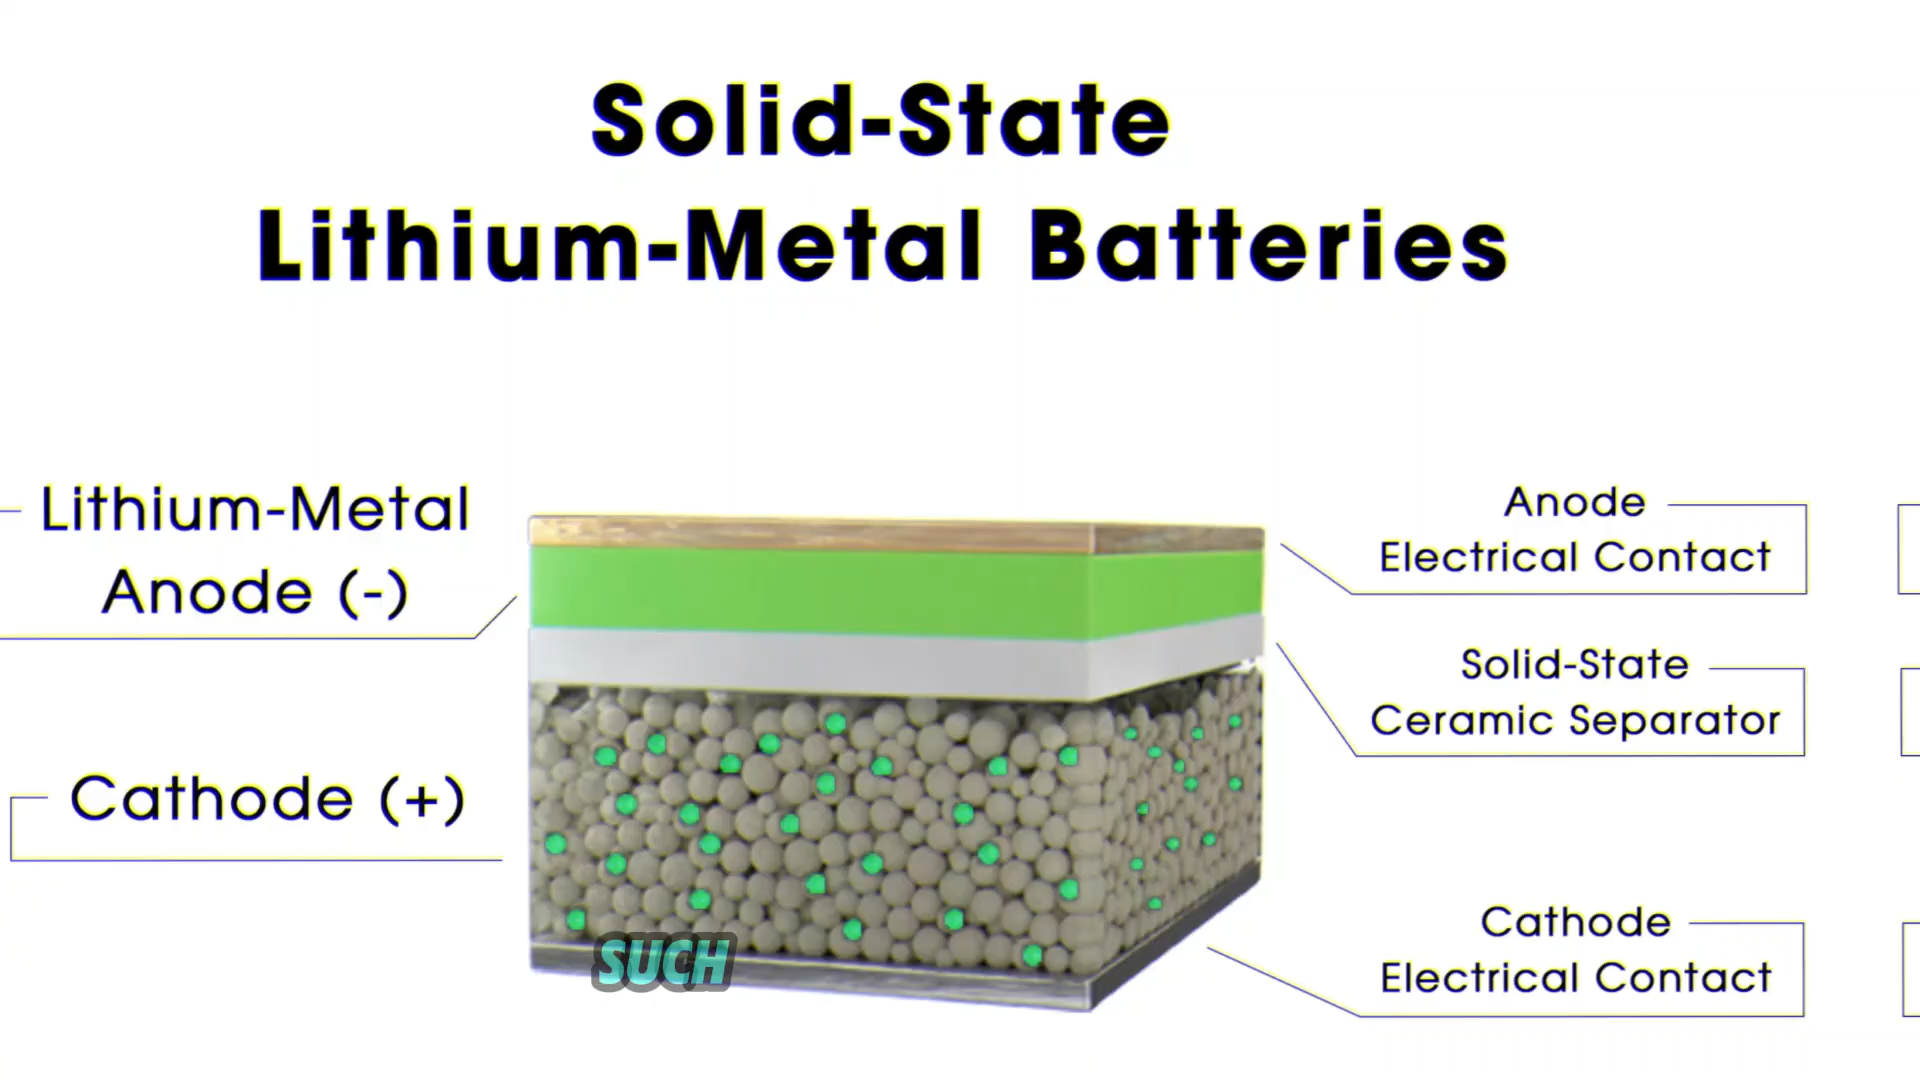 Solid-State
Lithium-Metal Batteries
Lithium-Metal
Anode (-)
Cathode (+)
Anode
Electrical Contact
Solid-State
Ceramic Separator
Cathode
Electrical Contact
SUCH